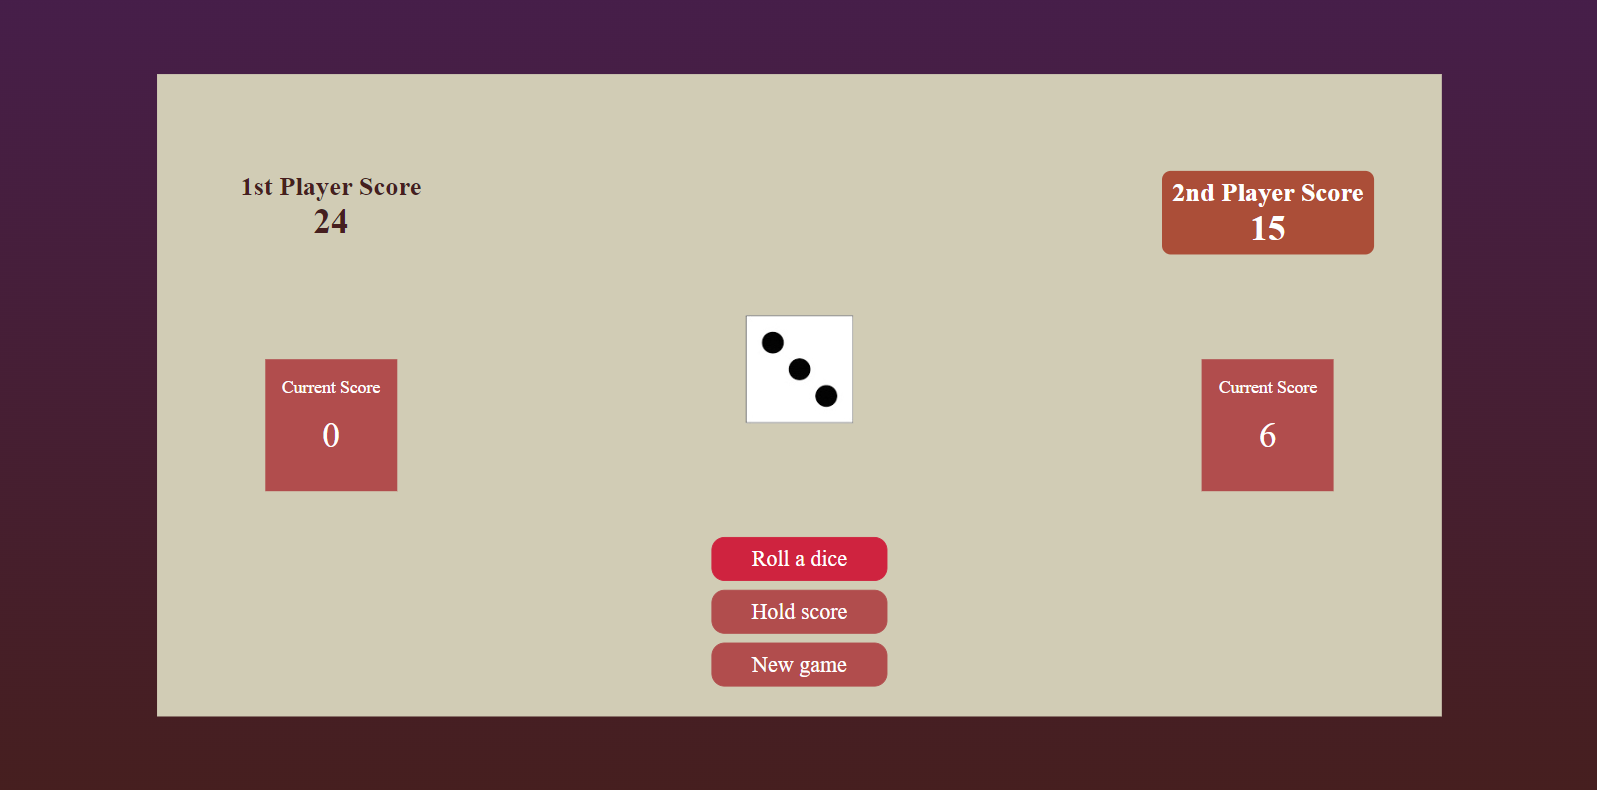 1st Player Score
24
2nd Player Score
15
Current Score
0
Current Score
6
Roll a dice
Hold score
New game